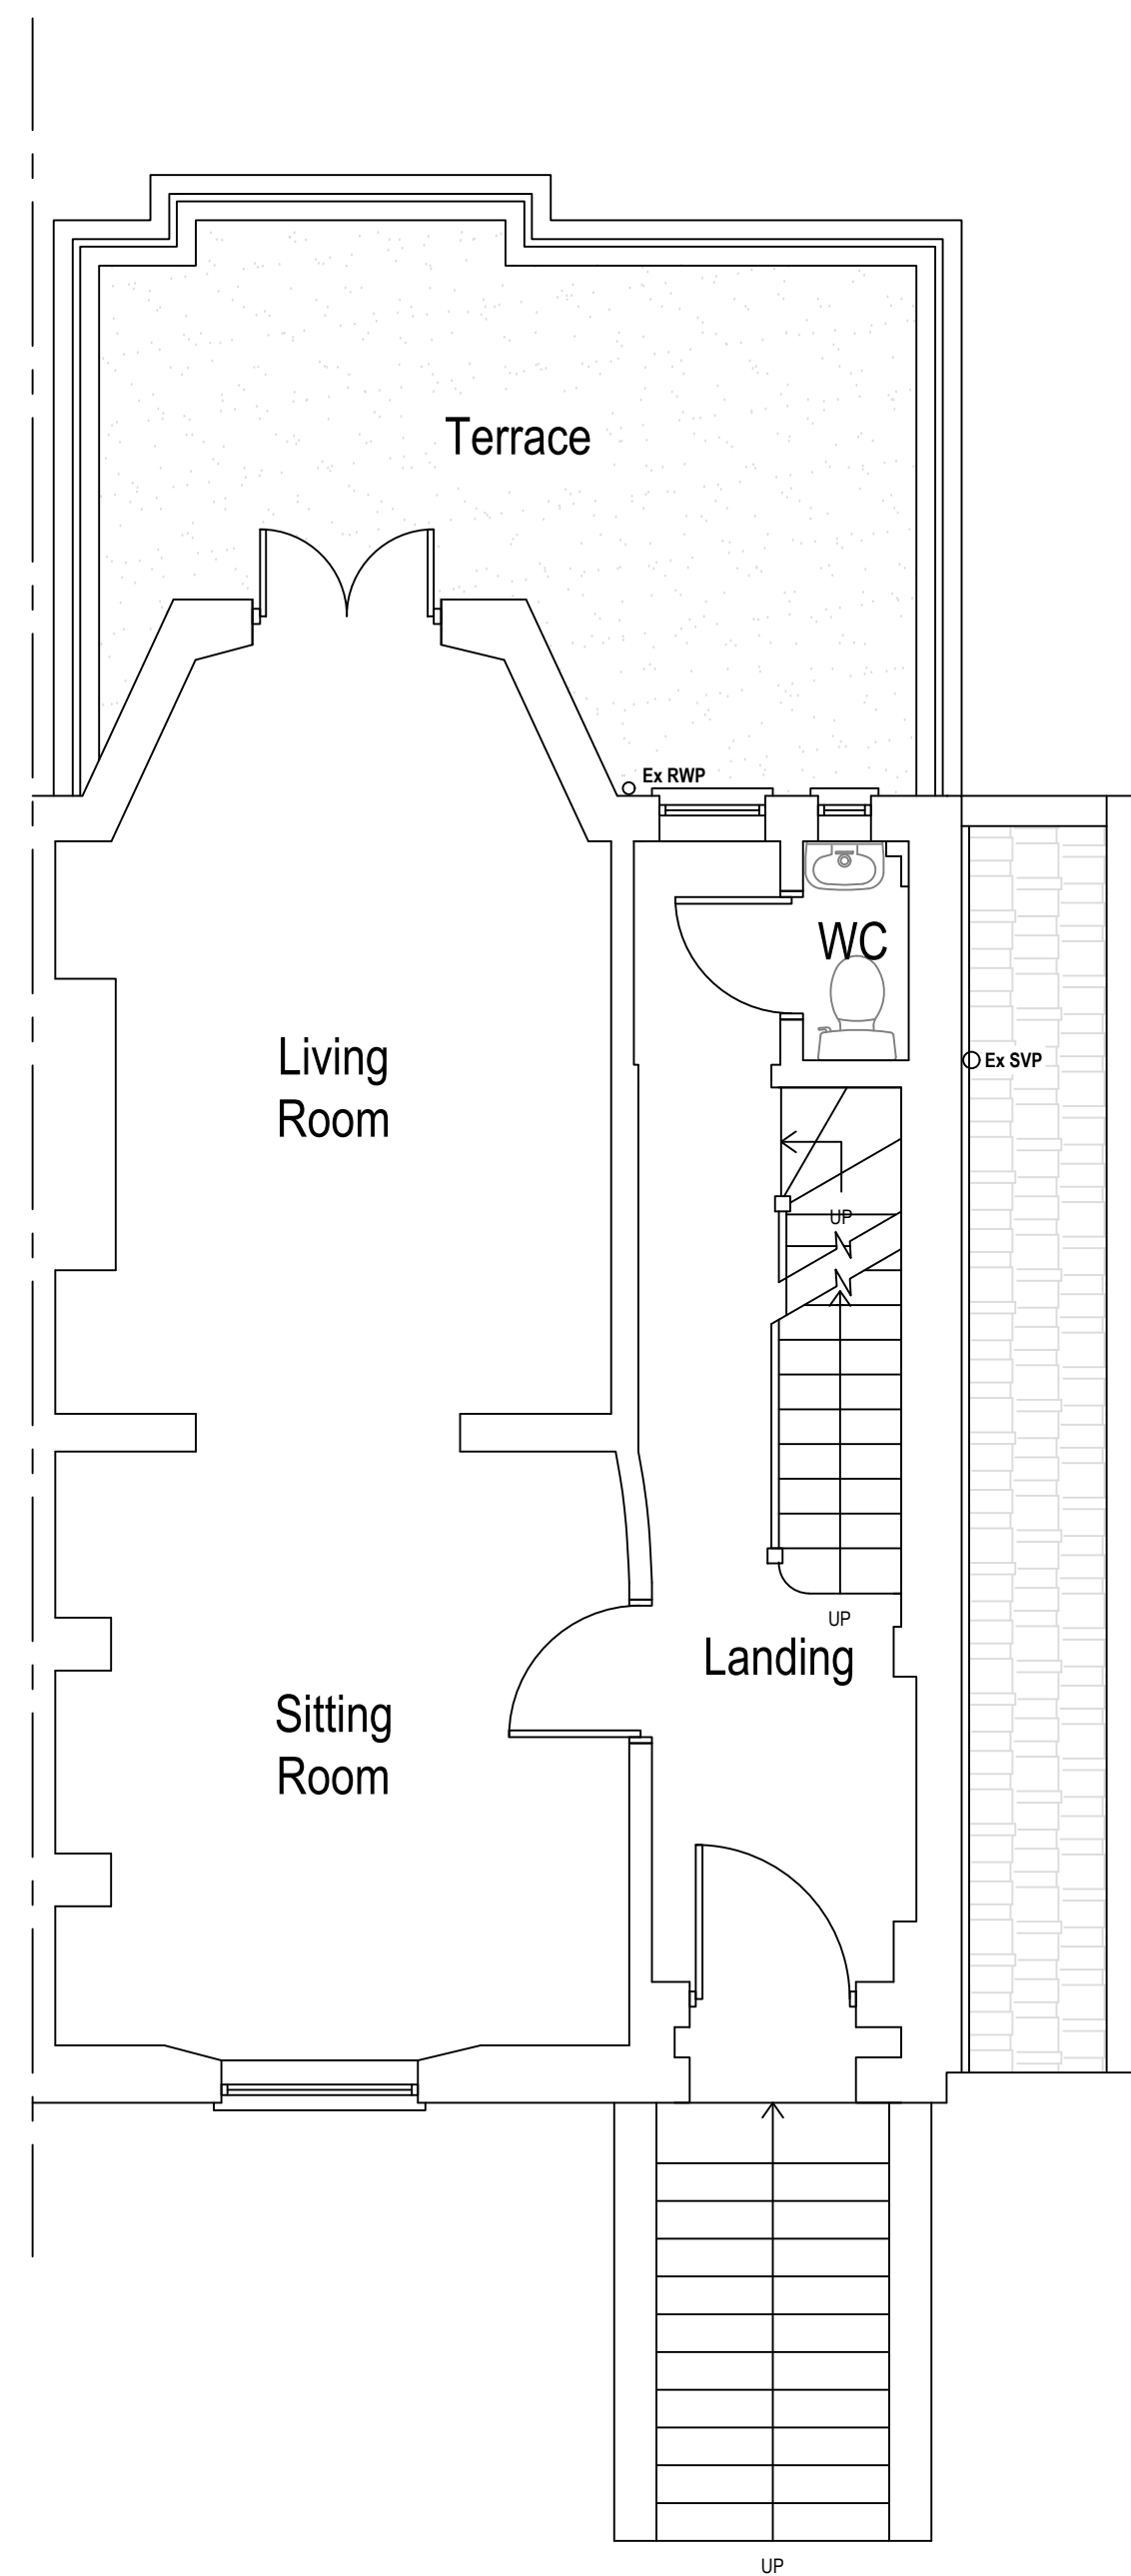 Terrace
Ex RWP
WC
Living
Room
Ex SVP
UP
UP
Landing
Sitting
Room
UP